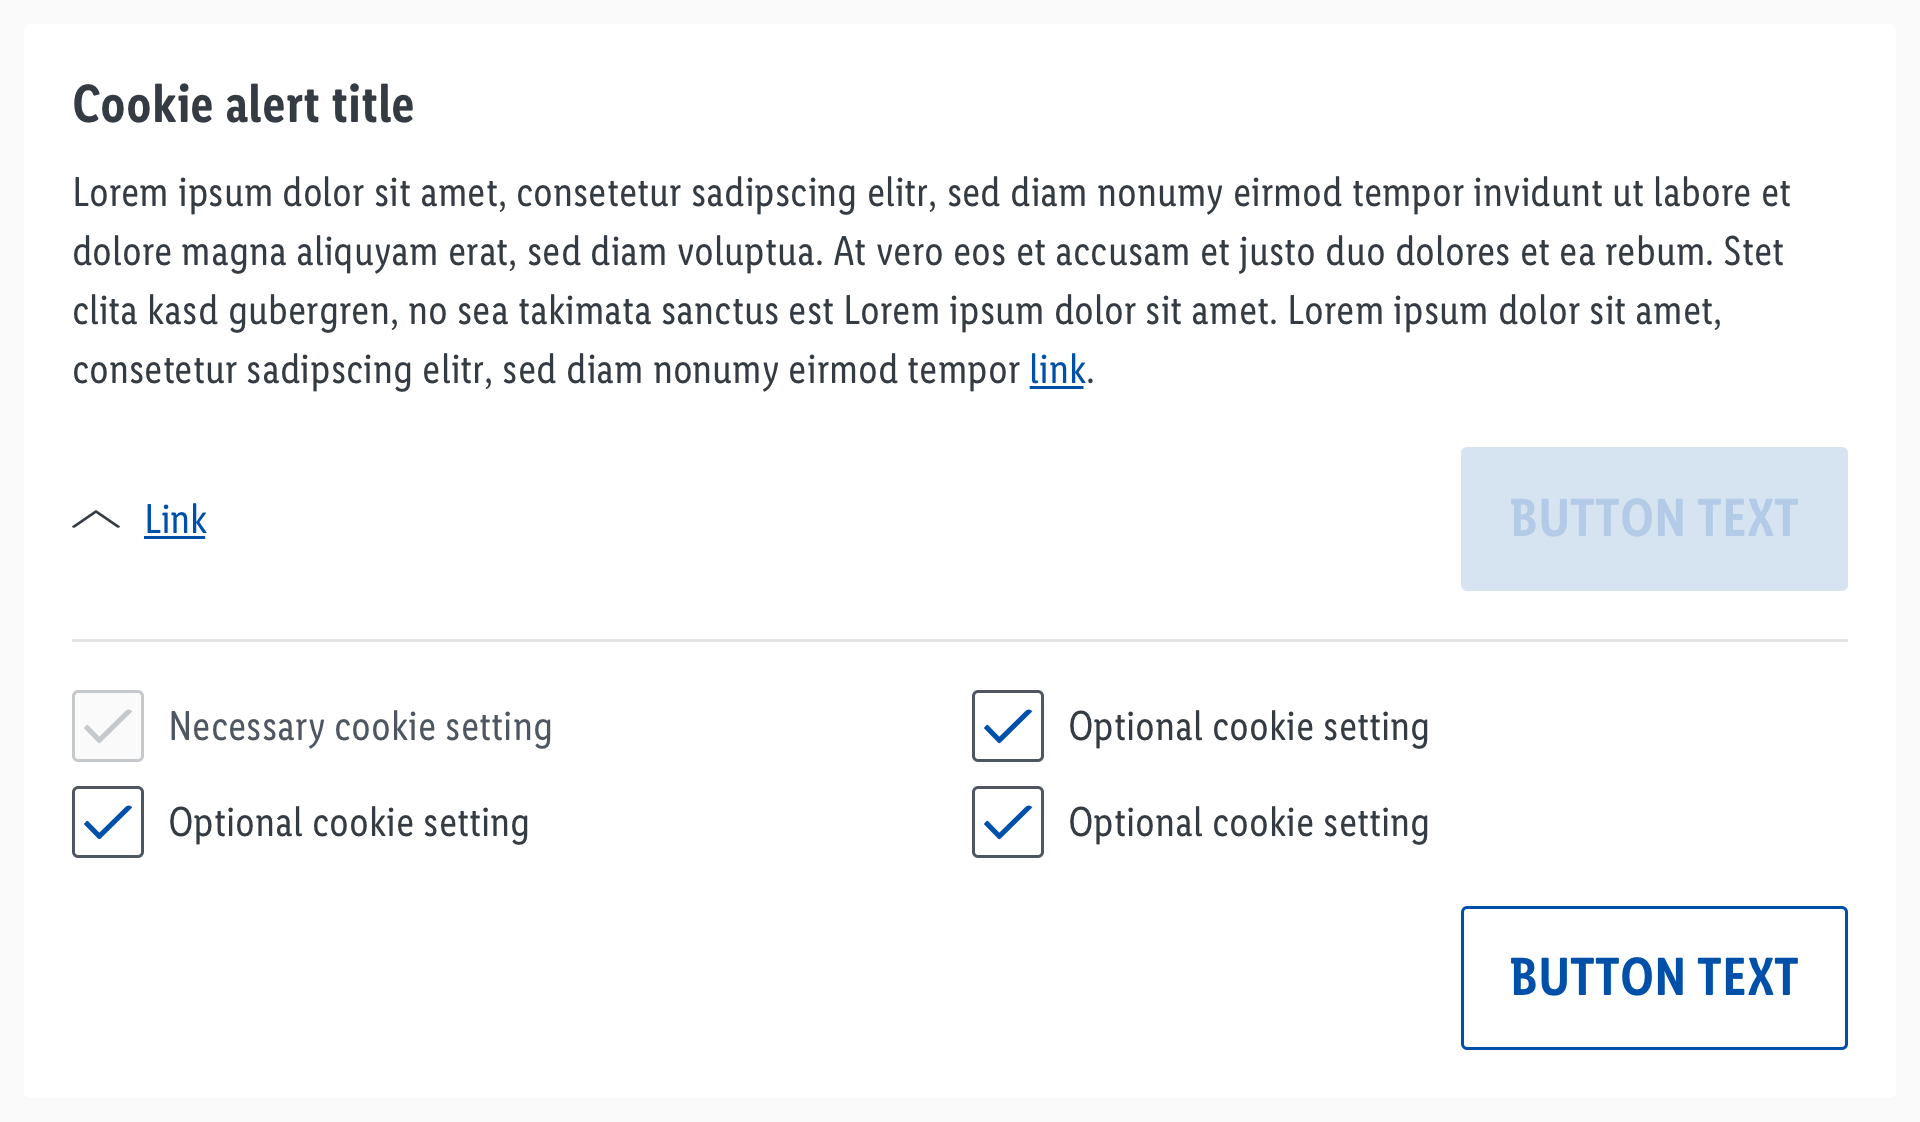 Cookie alert title
Lorem ipsum dolor sit amet, consetetur sadipscing elitr, sed diam nonumy eirmod tempor invidunt ut labore et
dolore magna aliquyam erat, sed diam voluptua. At vero eos et accusam et justo duo dolores et ea rebum. Stet
clita kasd gubergren, no sea takimata sanctus est Lorem ipsum dolor sit amet. Lorem ipsum dolor sit amet,
consetetur sadipscing elitr, sed diam nonumy eirmod tempor link.
Link
BUTTON TEXT
Necessary cookie setting
Optional cookie setting
Optional cookie setting
Optional cookie setting
BUTTON TEXT